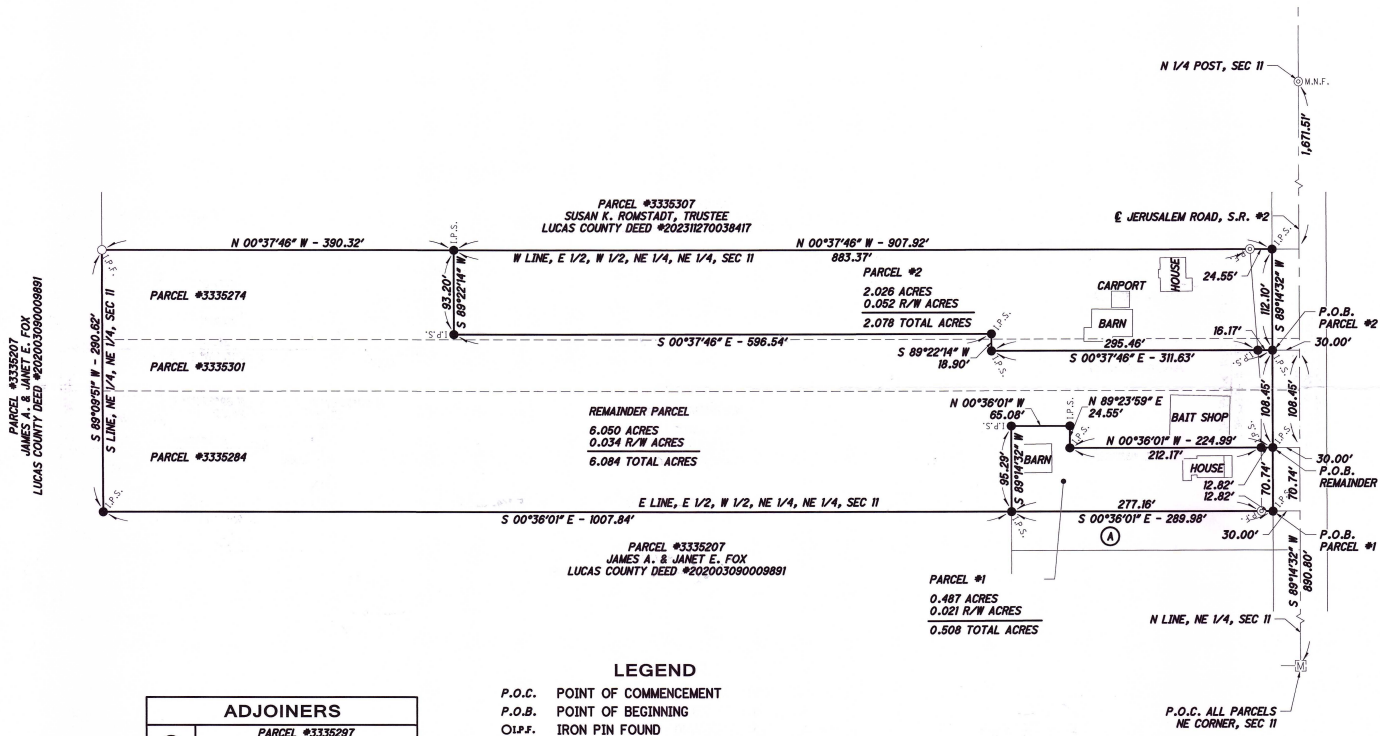 N 1/4 POST, SEC 11
M.N.F.
1,671.51'
PARCEL #3335307
SUSAN K. ROMSTADT, TRUSTEE
LUCAS COUNTY DEED #202311270038417
℄ JERUSALEM ROAD, S.R. #2
I.P.S.
N 00°37'46" W - 390.32'
I.P.S.
N 00°37'46" W - 907.92'
W LINE, E 1/2, W 1/2, NE 1/4, NE 1/4, SEC 11
883.37'
24.55'
HOUSE
S 89°14'32" W
112.10'
PARCEL #3335207
JAMES A. & JANET E. FOX
LUCAS COUNTY DEED #202003090009891
S 89°09'51" W - 290.62'
S LINE, NE 1/4, NE 1/4, SEC 11
PARCEL #3335274
93.20'
S 89°22'14" W
PARCEL #2
2.026 ACRES
0.052 R/W ACRES
2.078 TOTAL ACRES
CARPORT
BARN
P.O.B.
PARCEL #2
I.P.S.
S 00°37'46" E - 596.54'
I.P.S.
16.17'
295.46'
30.00'
S 89°22'14" W
18.90'
I.P.S.
S 00°37'46" E - 311.63'
I.P.S.
PARCEL #3335301
108.45'
108.45'
REMAINDER PARCEL
6.050 ACRES
0.034 R/W ACRES
6.084 TOTAL ACRES
N 00°36'01" W
65.08'
N 89°23'59" E
24.55'
BAIT SHOP
I.P.S.
I.P.S.
N 00°36'01" W - 224.99'
212.17'
I.P.S.
I.P.S.
PARCEL #3335284
95.29'
S 89°14'32" W
BARN
HOUSE
30.00'
P.O.B.
REMAINDER
12.82'
12.82'
70.74'
70.74'
I.P.S.
E LINE, E 1/2, W 1/2, NE 1/4, NE 1/4, SEC 11
277.16'
I.P.S.
S 00°36'01" E - 1007.84'
I.P.S.
S 00°36'01" E - 289.98'
I.P.F.
30.00'
A
P.O.B.
PARCEL #1
PARCEL #3335207
JAMES A. & JANET E. FOX
LUCAS COUNTY DEED #202003090009891
S 89°14'32" W
890.80'
PARCEL #1
0.487 ACRES
0.021 R/W ACRES
0.508 TOTAL ACRES
N LINE, NE 1/4, SEC 11
M
P.O.C. ALL PARCELS
NE CORNER, SEC 11
LEGEND
P.O.C. POINT OF COMMENCEMENT
P.O.B. POINT OF BEGINNING
I.P.F. IRON PIN FOUND
ADJOINERS
PARCEL #3335297